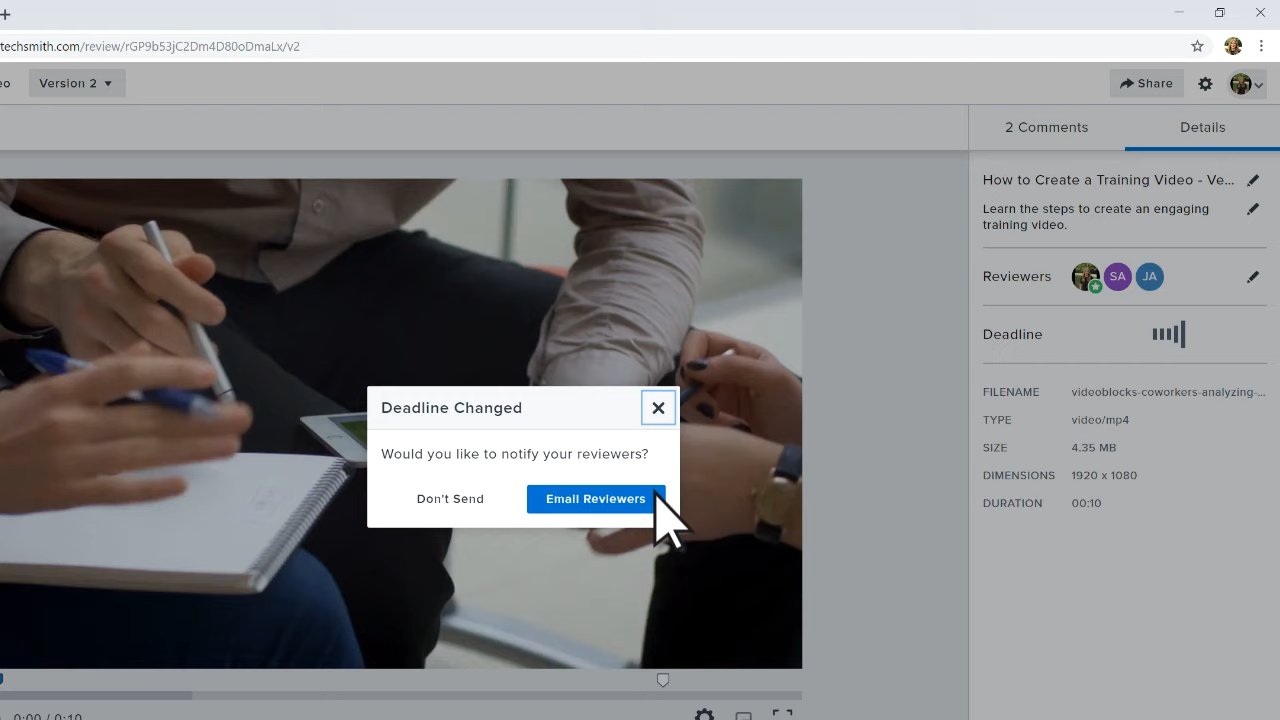 techsmith.com/review/rGP9b53jC2Dm4D80oDmaLx/v2
eo
Version 2
Share
2 Comments
Details
How to Create a Training Video - Ve...
Learn the steps to create an engaging
training video.
Reviewers
SA
JA
Deadline
Deadline Changed
Would you like to notify your reviewers?
Don't Send
Email Reviewers
FILENAME videoblocks-coworkers-analyzing-...
TYPE video/mp4
SIZE 4.35 MB
DIMENSIONS 1920 x 1080
DURATION 00:10
0:00 / 0:10